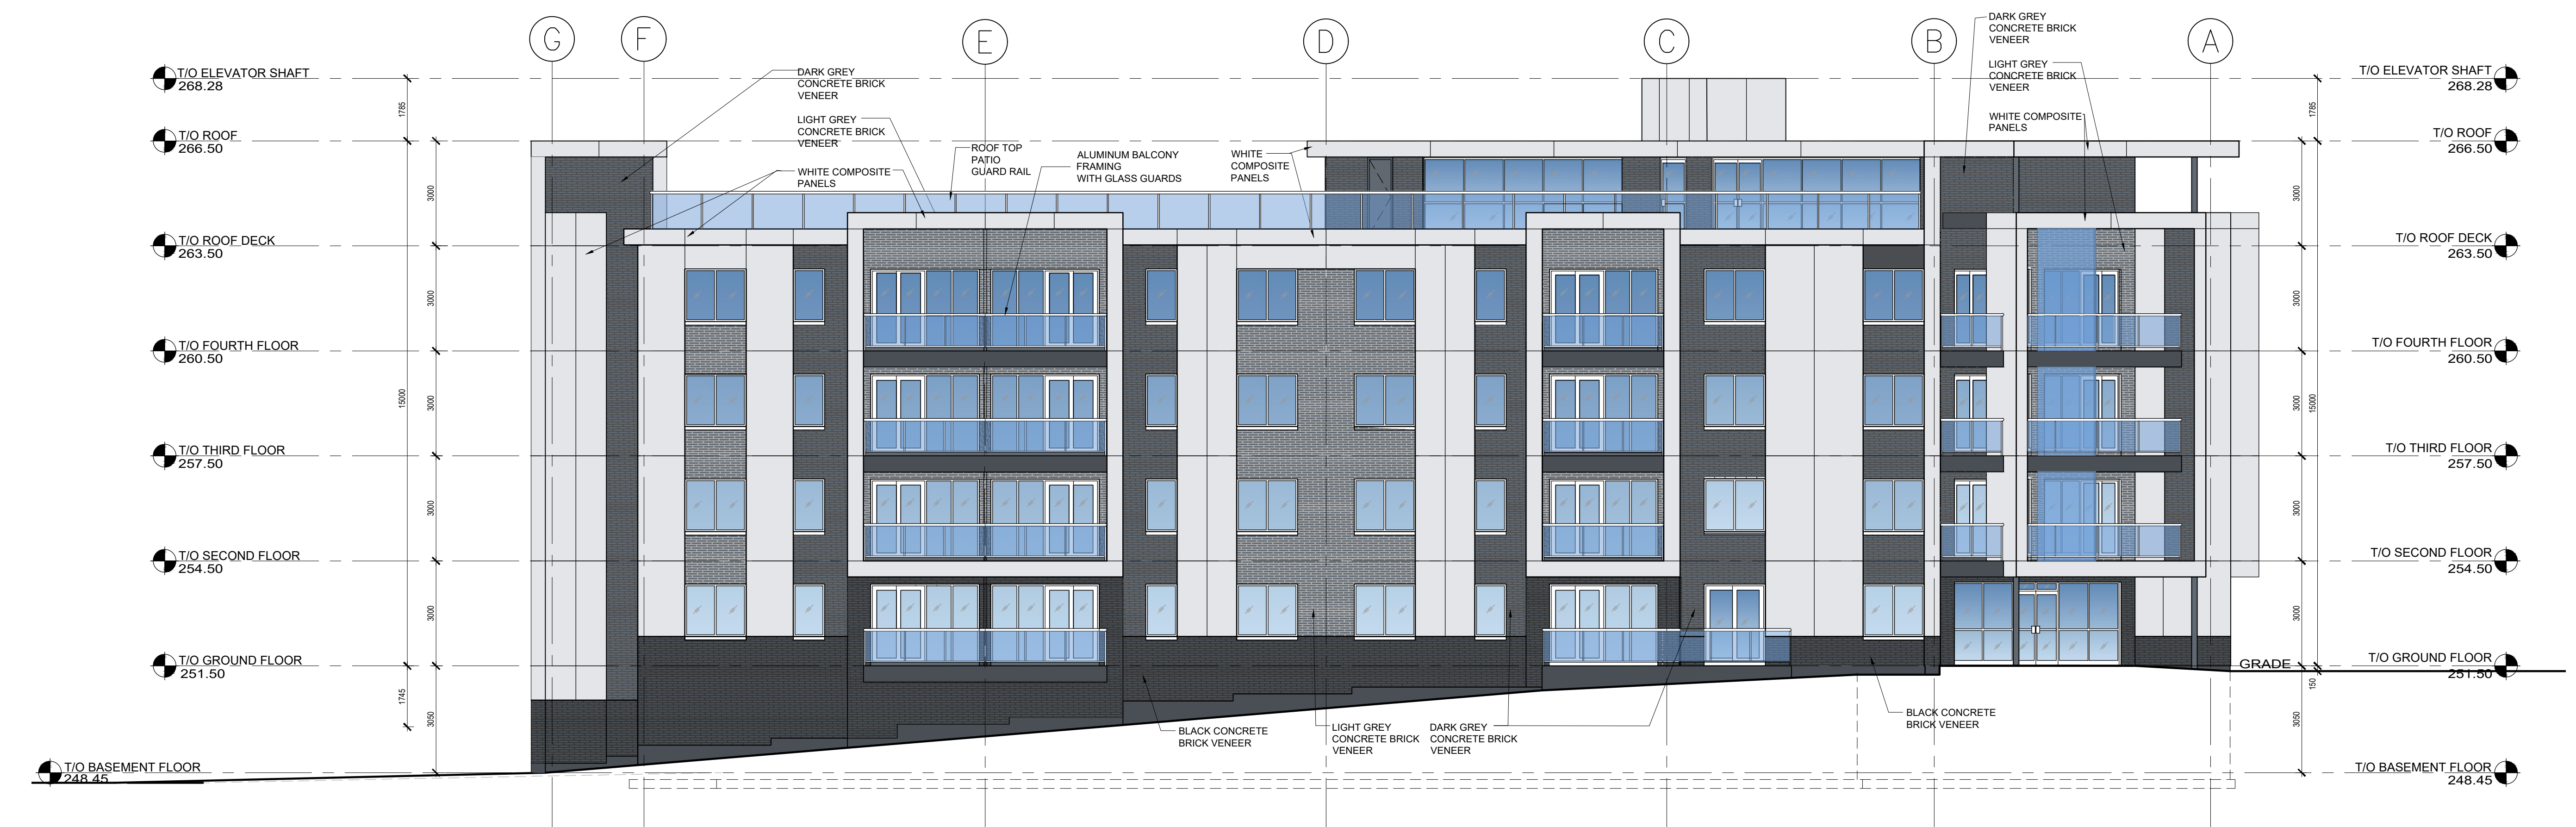 G
F
E
D
C
B
A
T/O ELEVATOR SHAFT
268.28
T/O ROOF
266.50
T/O ROOF DECK
263.50
T/O FOURTH FLOOR
260.50
T/O THIRD FLOOR
257.50
T/O SECOND FLOOR
254.50
T/O GROUND FLOOR
251.50
T/O BASEMENT FLOOR
248.45
1785
15000
1745
3000
3000
3000
3000
3000
3050
DARK GREY
CONCRETE BRICK
VENEER
LIGHT GREY
CONCRETE BRICK
VENEER
WHITE COMPOSITE
PANELS
ROOF TOP
PATIO
GUARD RAIL
ALUMINUM BALCONY
FRAMING
WITH GLASS GUARDS
WHITE
COMPOSITE
PANELS
DARK GREY
CONCRETE BRICK
VENEER
LIGHT GREY
CONCRETE BRICK
VENEER
WHITE COMPOSITE
PANELS
BLACK CONCRETE
BRICK VENEER
LIGHT GREY
CONCRETE BRICK
VENEER
DARK GREY
CONCRETE BRICK
VENEER
BLACK CONCRETE
BRICK VENEER
GRADE
1785
15000
150
3000
3000
3000
3000
3000
3050
T/O ELEVATOR SHAFT
268.28
T/O ROOF
266.50
T/O ROOF DECK
263.50
T/O FOURTH FLOOR
260.50
T/O THIRD FLOOR
257.50
T/O SECOND FLOOR
254.50
T/O GROUND FLOOR
251.50
T/O BASEMENT FLOOR
248.45